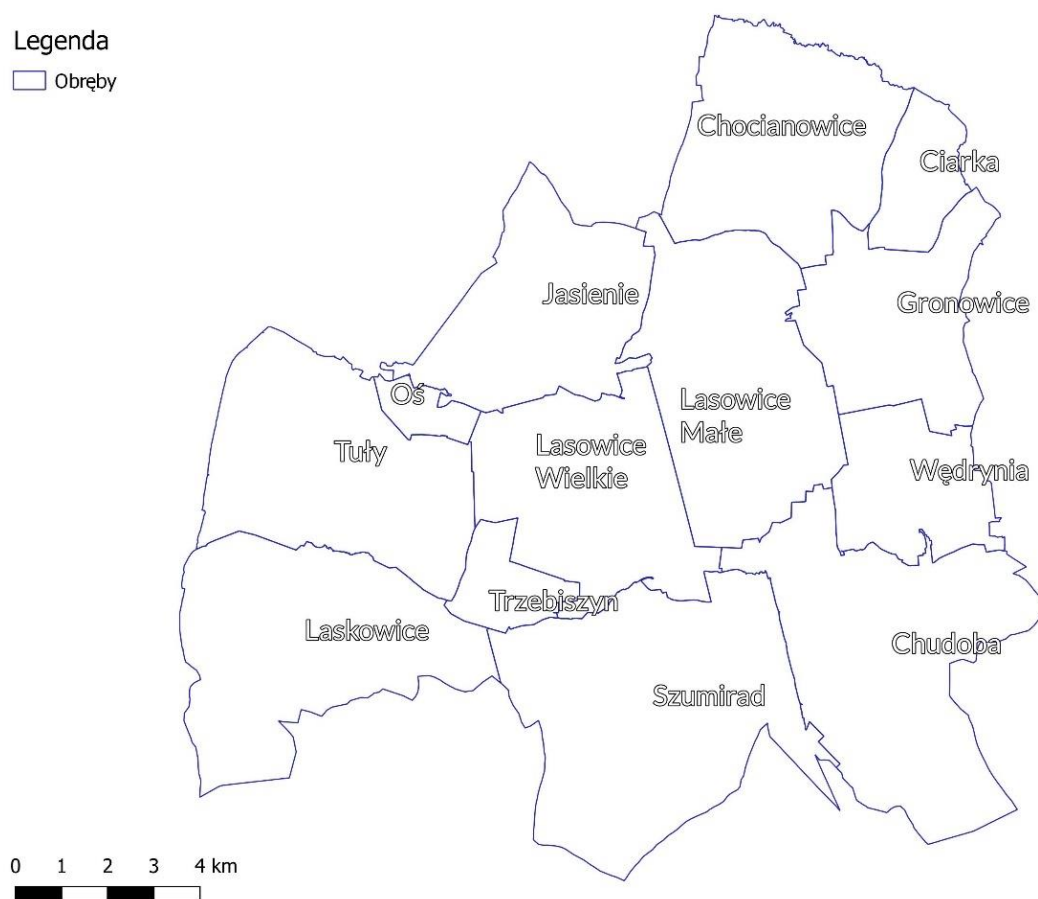 Legenda
Obręby
Chocianowice
Ciarka
Jasienie
Gronowice
Oś
Lasowice
Małe
Tuły
Lasowice
Wielkie
Wędrynia
Trzebiszyn
Laskowice
Chudoba
Szumirad
0 1 2 3 4 km